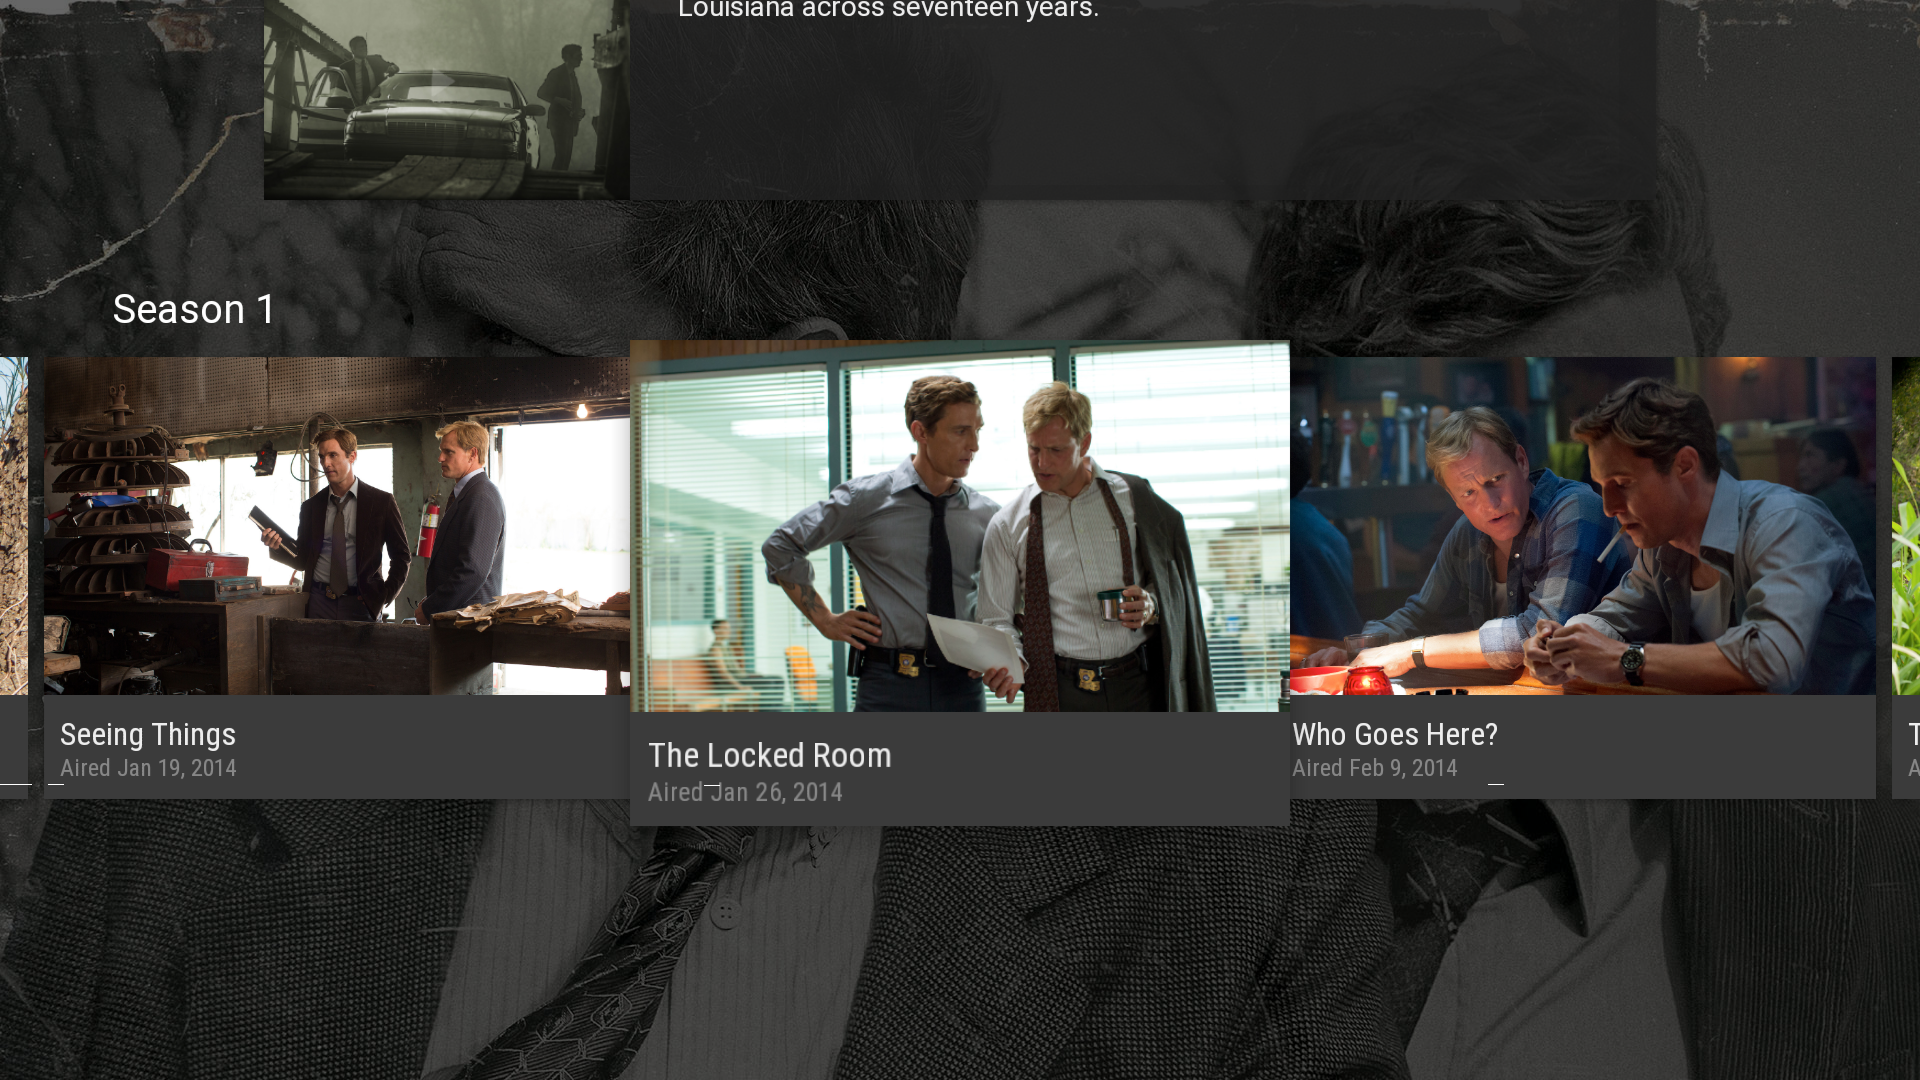 Louisiana across seventeen years.
Season 1
Seeing Things
Aired Jan 19, 2014
The Locked Room
Aired Jan 26, 2014
Who Goes Here?
Aired Feb 9, 2014